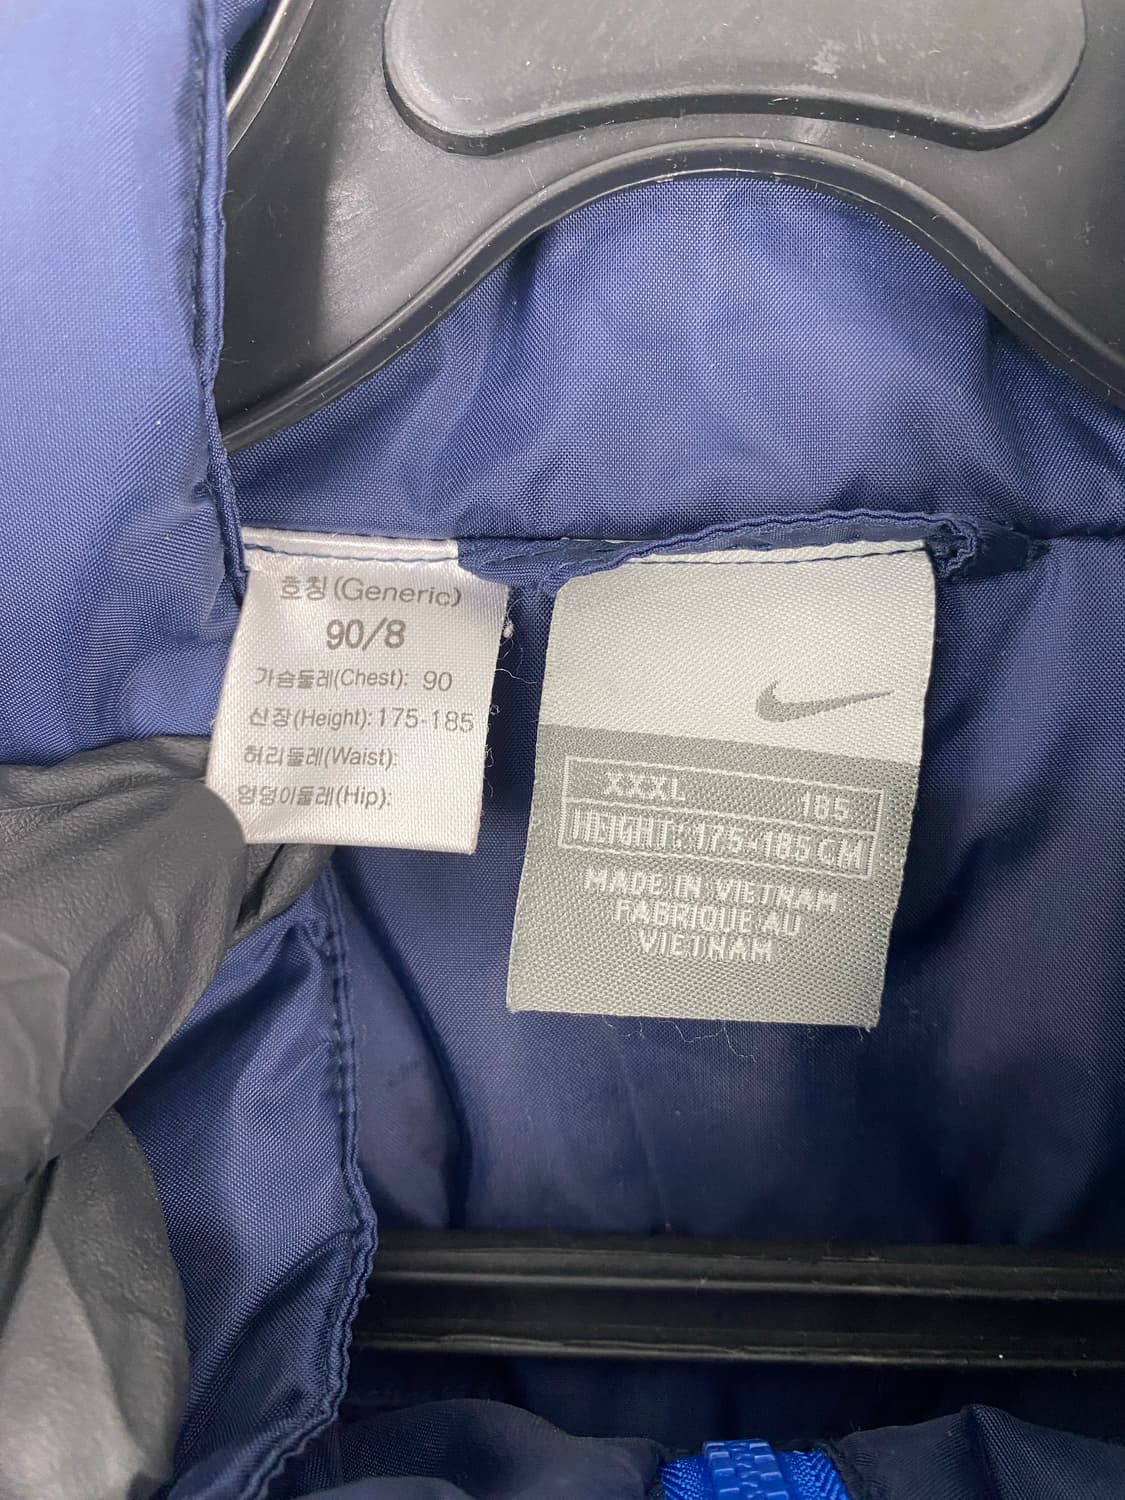 호칭(Generic)
90/8
가슴둘레(Chest): 90
신장(Height): 175-185
허리둘레(Waist):
엉덩이둘레(Hip):
XXXL 185
HEIGHT: 175-185 CM
MADE IN VIETNAM
FABRIQUE AU
VIETNAM